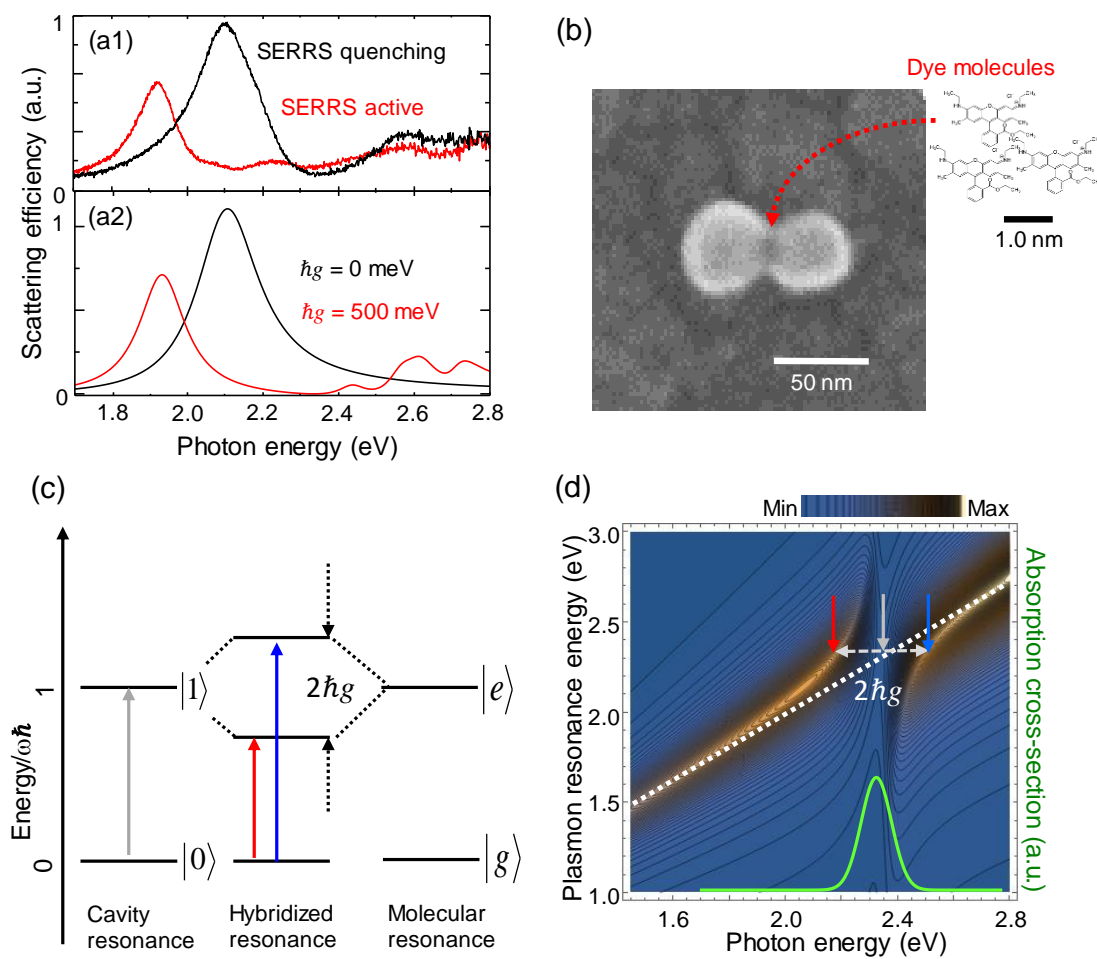 (a1)
SERRS quenching
SERRS active
1
0
(a2)
ℏg = 0 meV
ℏg = 500 meV
1
0
Scattering efficiency (a.u.)
1.8 2.0 2.2 2.4 2.6 2.8
Photon energy (eV)
(b)
Dye molecules
1.0 nm
50 nm
(c)
Energy/ωℏ
1
0
|1⟩
|0⟩
2ℏg
|e⟩
|g⟩
Cavity
resonance
Hybridized
resonance
Molecular
resonance
(d)
Min
Max
Plasmon resonance energy (eV)
3.0
2.5
2.0
1.5
1.0
2ℏg
Absorption cross-section (a.u.)
1.6 2.0 2.4 2.8
Photon energy (eV)